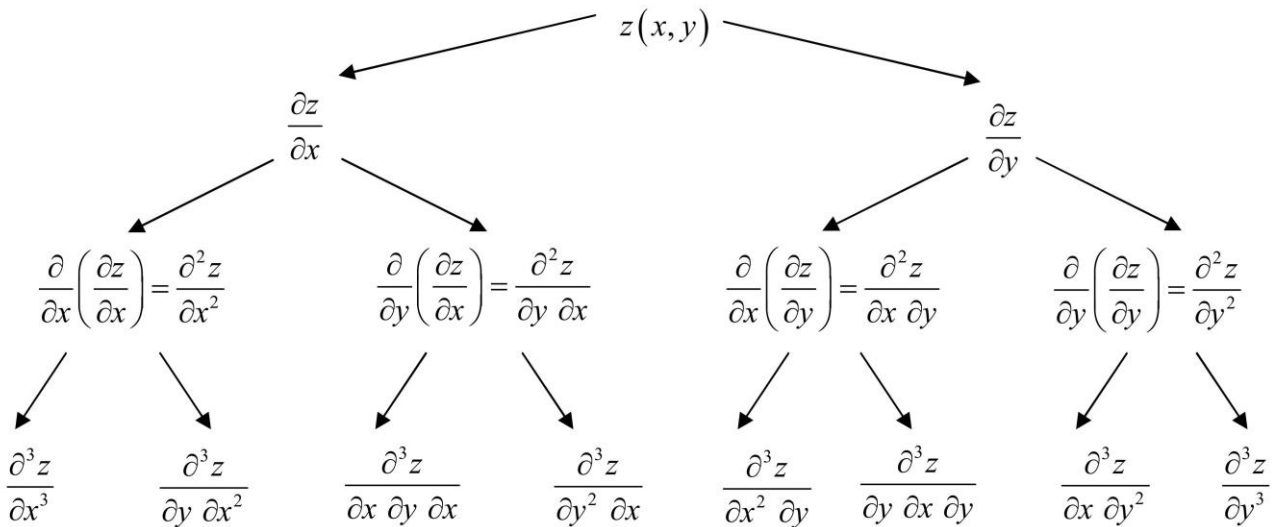 z(x, y)
∂z/∂x
∂z/∂y
∂/∂x(∂z/∂x) = ∂²z/∂x²
∂/∂y(∂z/∂x) = ∂²z/∂y ∂x
∂/∂x(∂z/∂y) = ∂²z/∂x ∂y
∂/∂y(∂z/∂y) = ∂²z/∂y²
∂³z/∂x³
∂³z/∂y ∂x²
∂³z/∂x ∂y ∂x
∂³z/∂y² ∂x
∂³z/∂x² ∂y
∂³z/∂y ∂x ∂y
∂³z/∂x ∂y²
∂³z/∂y³